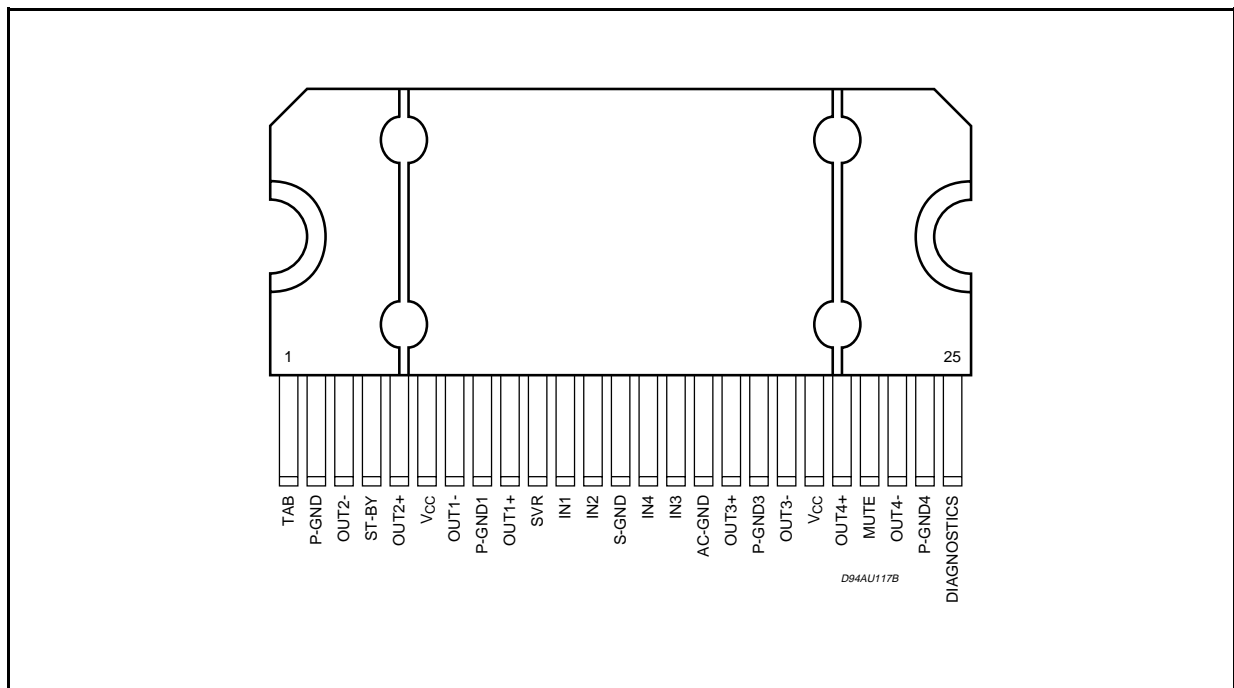 1
25
TAB
P-GND
OUT2-
ST-BY
OUT2+
VCC
OUT1-
P-GND1
OUT1+
SVR
IN1
IN2
S-GND
IN4
IN3
AC-GND
OUT3+
P-GND3
OUT3-
VCC
OUT4+
MUTE
OUT4-
P-GND4
DIAGNOSTICS
D94AU117B